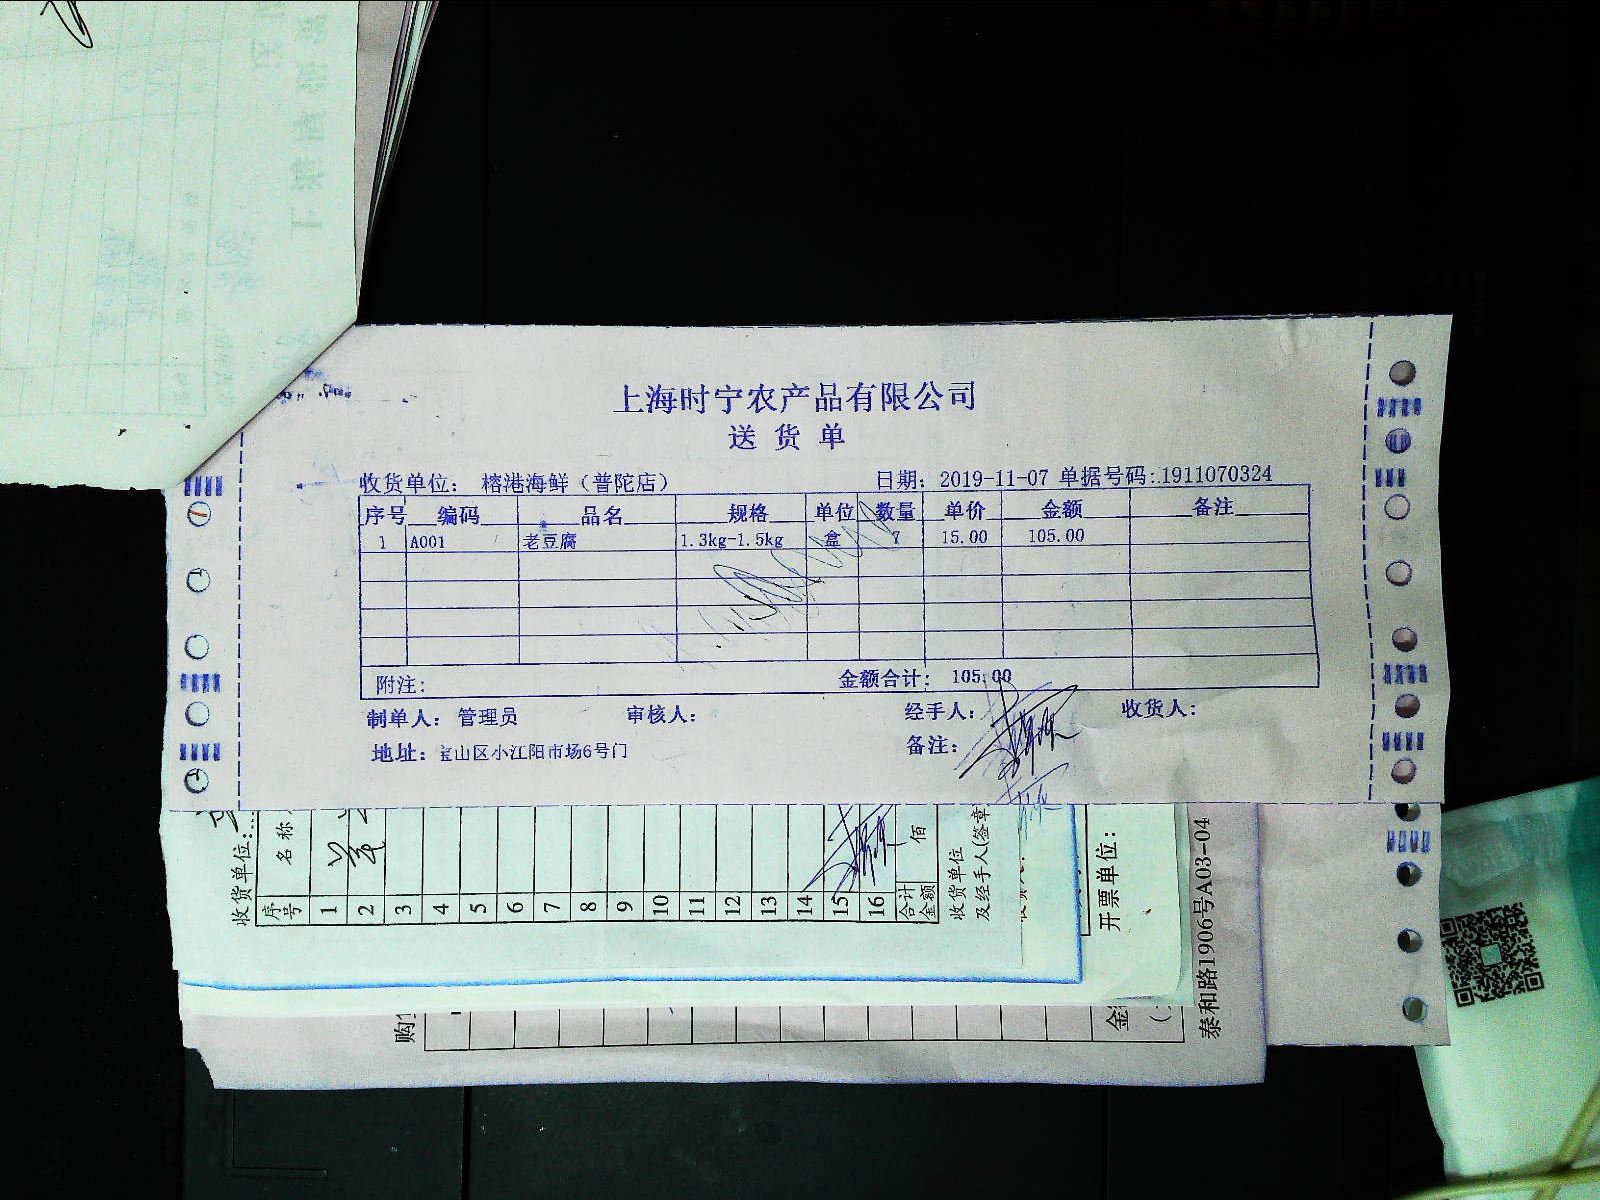 上海时宁农产品有限公司
送 货 单
收货单位： 榕港海鲜（普陀店） 日期：2019-11-07 单据号码：1911070324
序号 编码 品名 规格 单位 数量 单价 金额 备注
1 A001 老豆腐 1.3kg-1.5kg 盒 7 15.00 105.00
附注： 金额合计： 105.00
制单人：管理员 审核人： 经手人： 收货人：
地址：宝山区小江阳市场6号门 备注：
收货单位：
序号 名称
1
2
3
4
5
6
7
8
9
10
11
12
13
14
15
16
合计金额 佰
收货单位
及经手人(签章
开票单位：
购
金
(
泰和路1906号A03-04